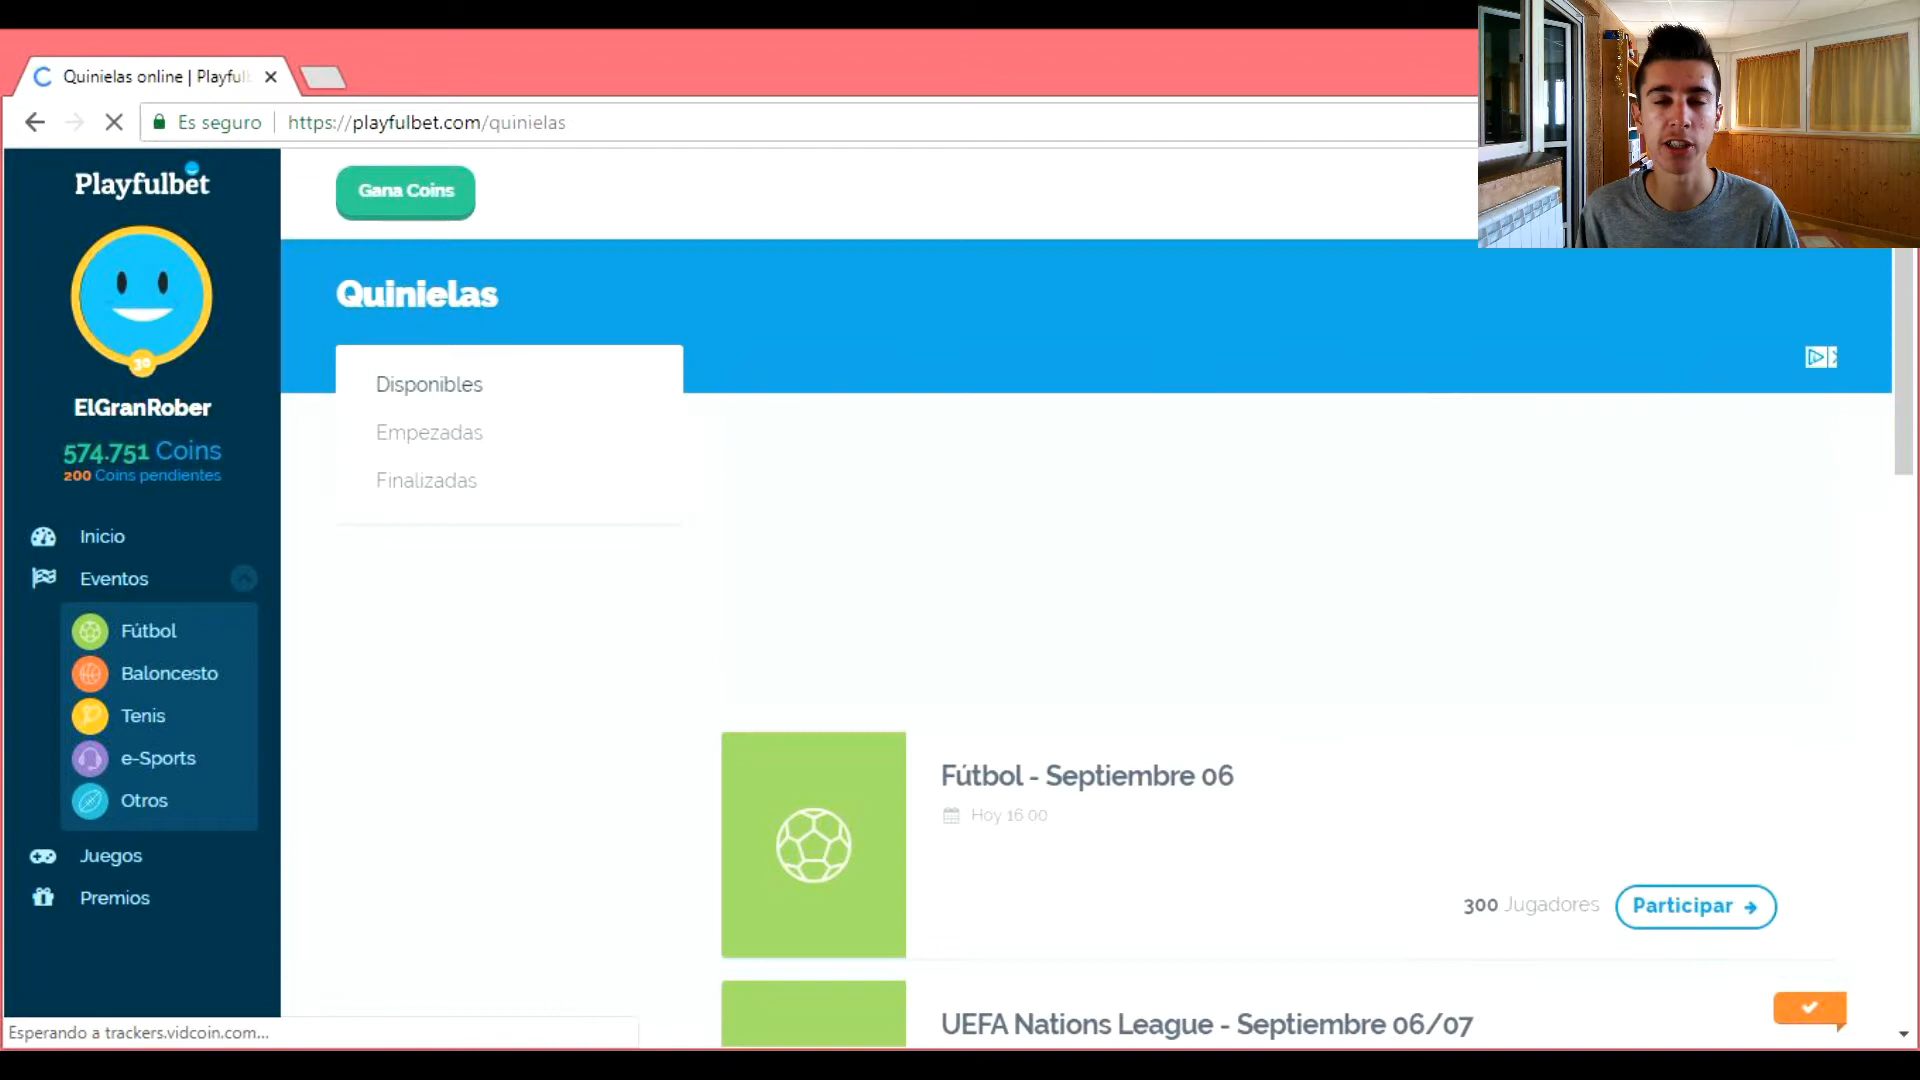 Quinielas online | Playful
Es seguro
https://playfulbet.com/quinielas
Playfulbet
30
ElGranRober
574.751 Coins
200 Coins pendientes
Inicio
Eventos
Fútbol
Baloncesto
Tenis
e-Sports
Otros
Juegos
Premios
Gana Coins
Quinielas
Disponibles
Empezadas
Finalizadas
Fútbol - Septiembre 06
Hoy 16:00
300 Jugadores
Participar
UEFA Nations League - Septiembre 06/07
Esperando a trackers.vidcoin.com...